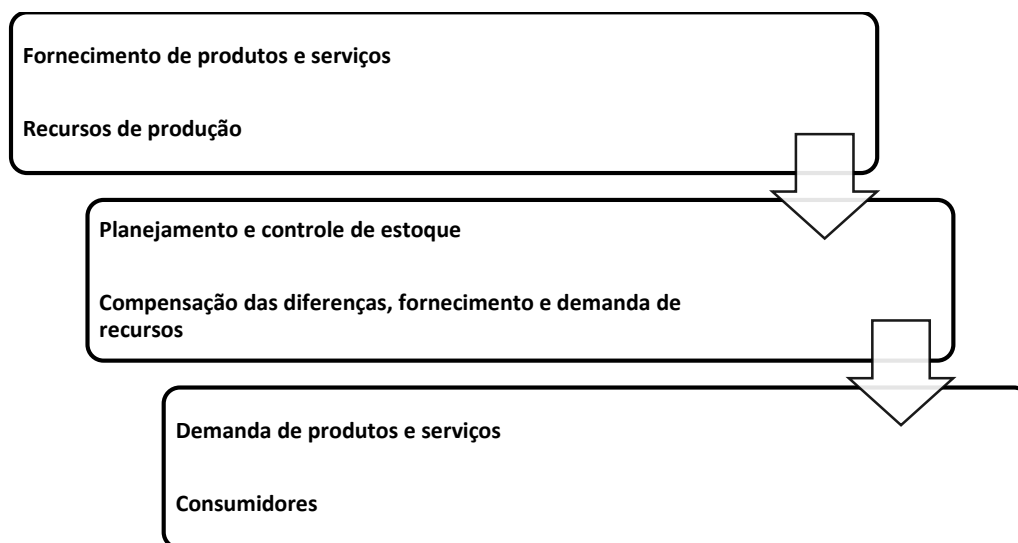 Fornecimento de produtos e serviços
Recursos de produção
Planejamento e controle de estoque
Compensação das diferenças, fornecimento e demanda de
recursos
Demanda de produtos e serviços
Consumidores